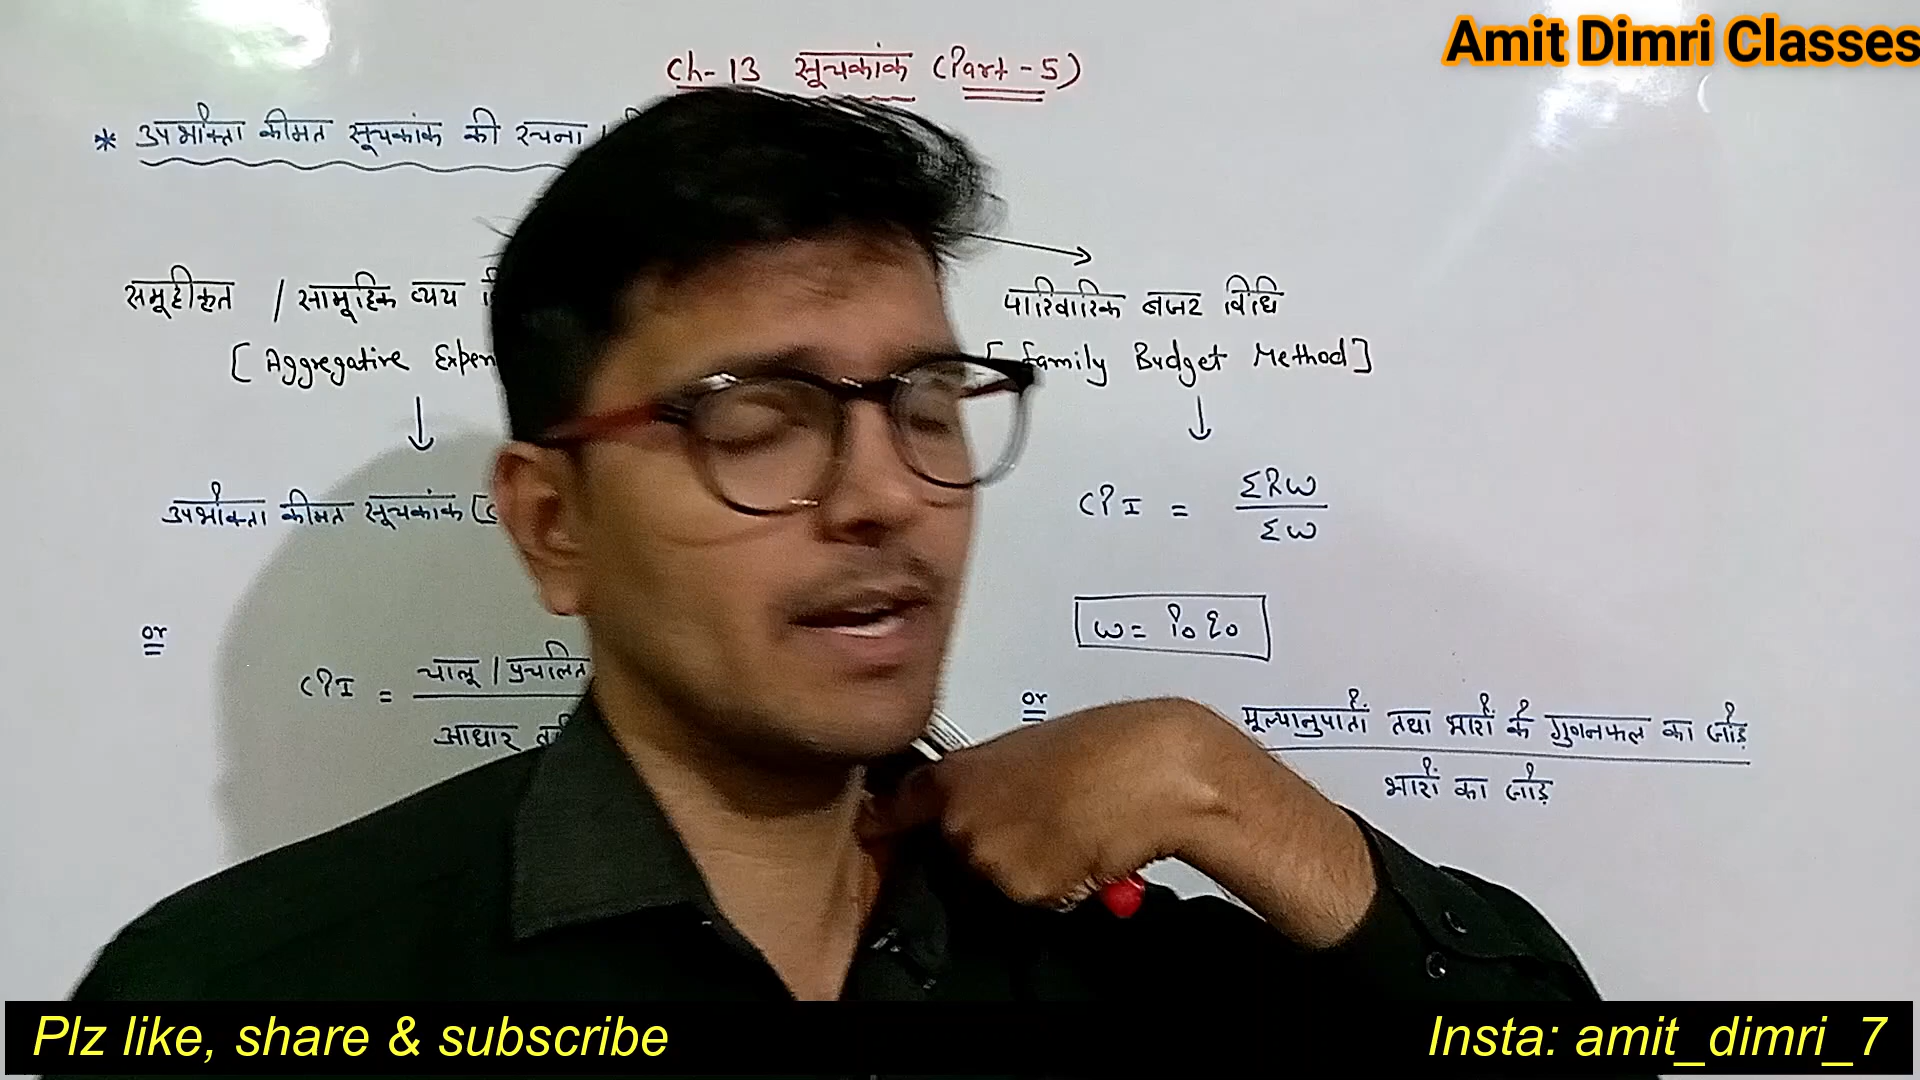 Amit Dimri Classes
Ch-13 सूचकांक (Part-5)
* उपभोक्ता कीमत सूचकांक की रचना /
समूहीकृत / सामूहिक व्यय
पारिवारिक बजट विधि
[Aggregative Expen
[Family Budget Method]
उपभोक्ता कीमत सूचकांक [C
CPI = ΣRW
ΣW
W = P₀ q₀
or
CPI = चालू / प्रचलित
आधार
or
मूल्यानुपातों तथा भारों के गुणनफल का जोड़
भारों का जोड़
Plz like, share & subscribe
Insta: amit_dimri_7